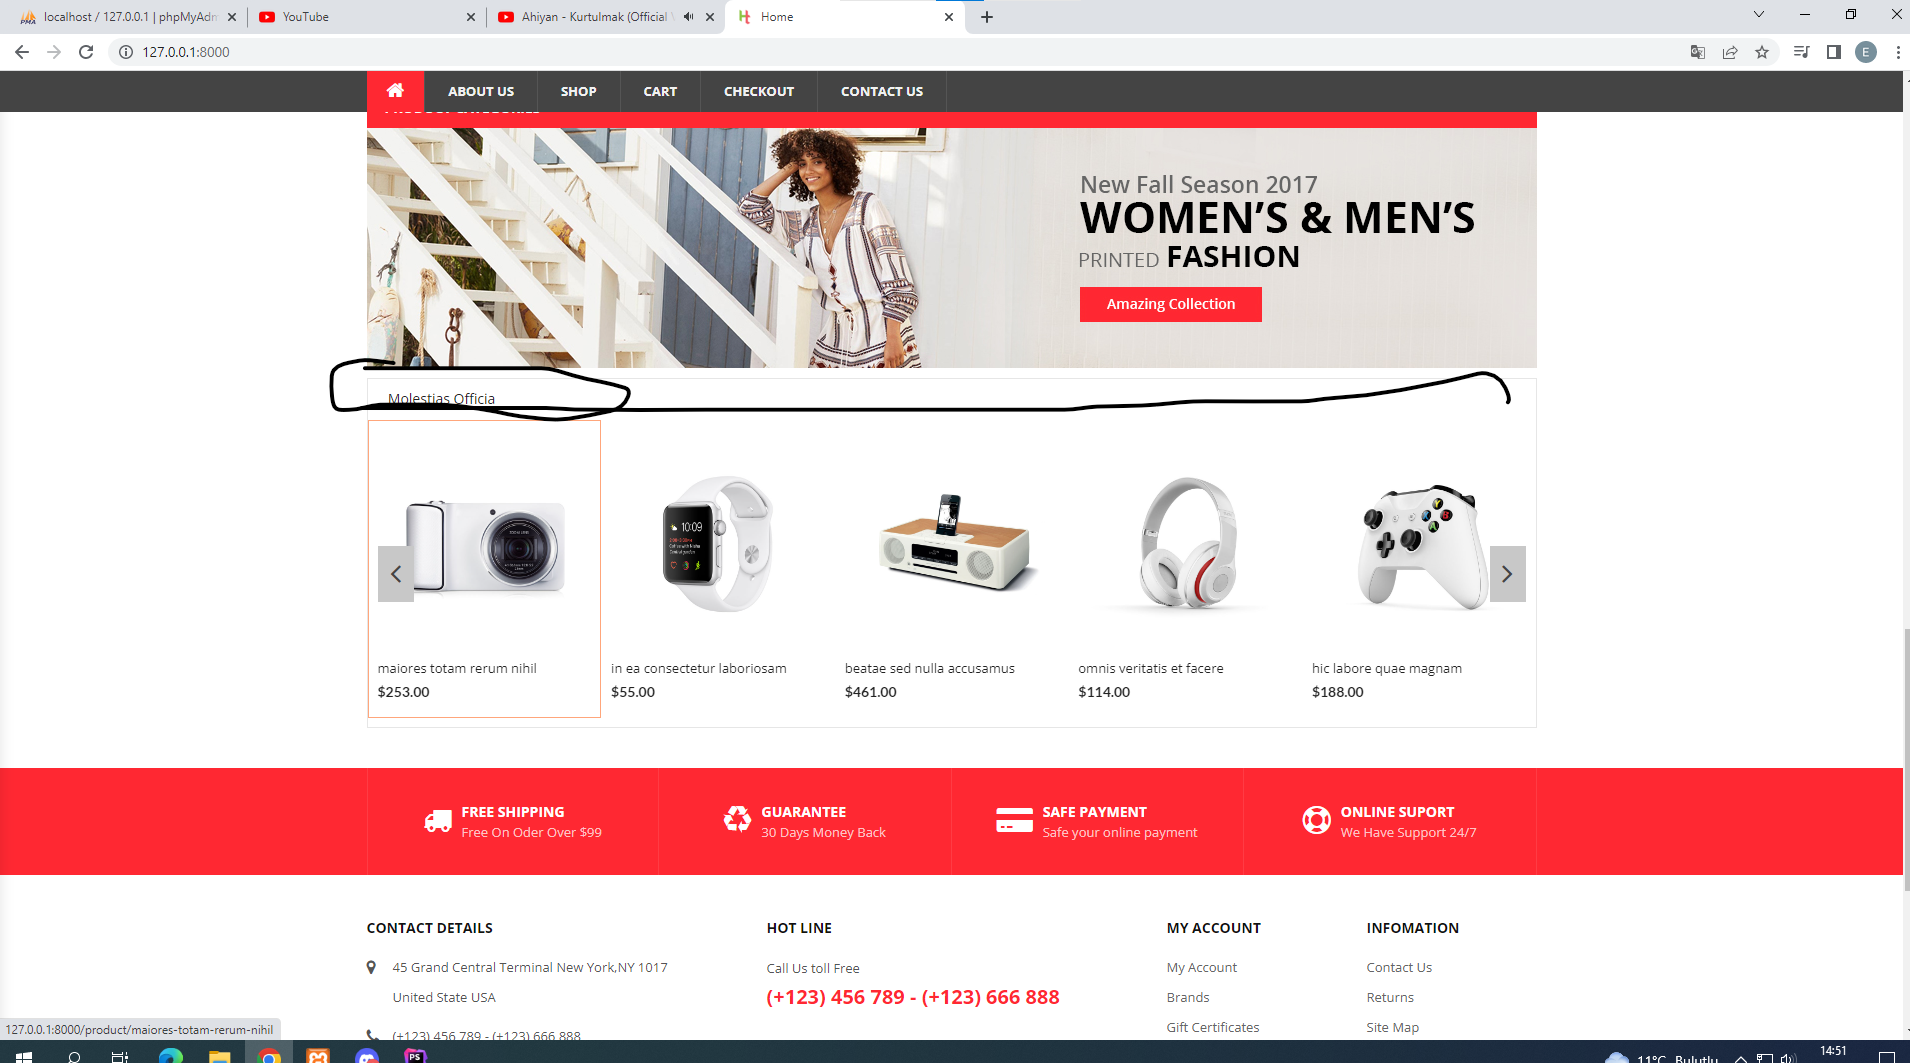 localhost / 127.0.0.1 | phpMyAdm
YouTube
Ahiyan - Kurtulmak (Official V
Home
127.0.0.1:8000
E
ABOUT US
SHOP
CART
CHECKOUT
CONTACT US
PRODUCT CATEGORIES
New Fall Season 2017
WOMEN'S & MEN'S
PRINTED FASHION
Amazing Collection
Molestias Officia
10:09
maiores totam rerum nihil
$253.00
in ea consectetur laboriosam
$55.00
beatae sed nulla accusamus
$461.00
omnis veritatis et facere
$114.00
hic labore quae magnam
$188.00
FREE SHIPPING
Free On Oder Over $99
GUARANTEE
30 Days Money Back
SAFE PAYMENT
Safe your online payment
ONLINE SUPORT
We Have Support 24/7
CONTACT DETAILS
45 Grand Central Terminal New York,NY 1017
United State USA
(+123) 456 789 - (+123) 666 888
HOT LINE
Call Us toll Free
(+123) 456 789 - (+123) 666 888
MY ACCOUNT
My Account
Brands
Gift Certificates
INFOMATION
Contact Us
Returns
Site Map
127.0.0.1:8000/product/maiores-totam-rerum-nihil
PS
11°C Bulutlu
14:51